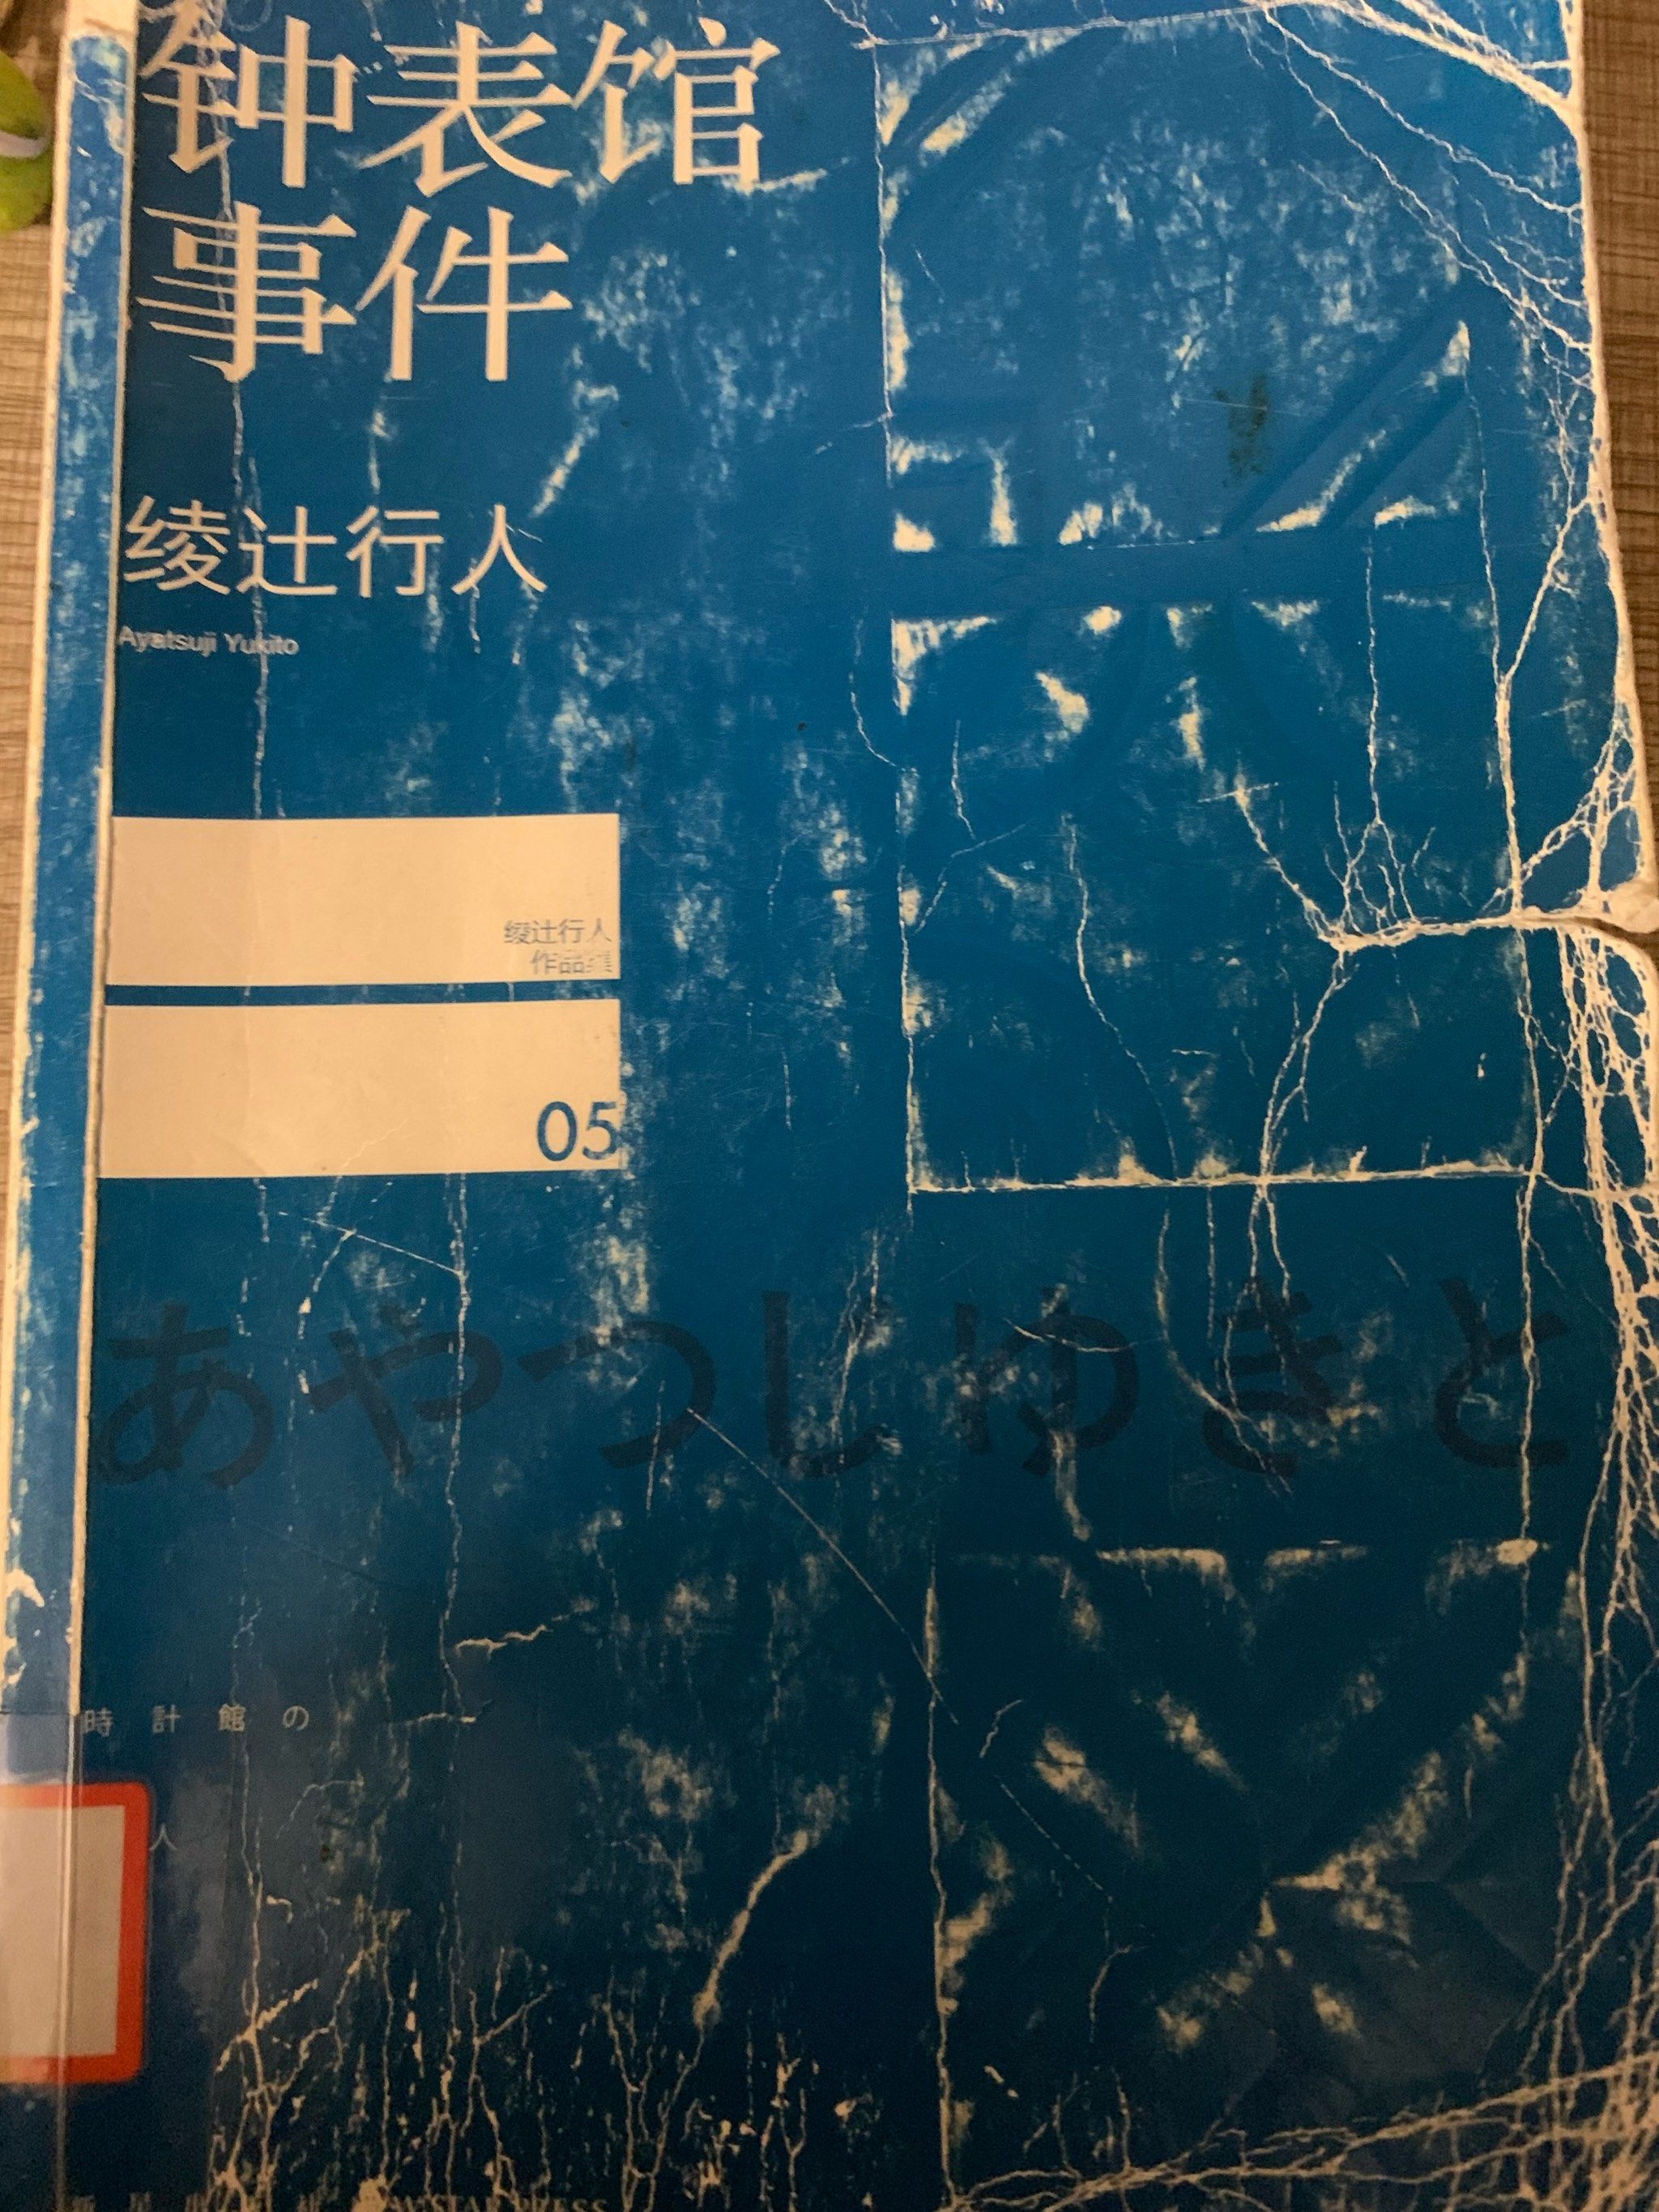 钟表馆
事件
绫辻行人
Ayatsuji Yukito
绫辻行人
作品集
05
あやつじゆきと
時計館の
人